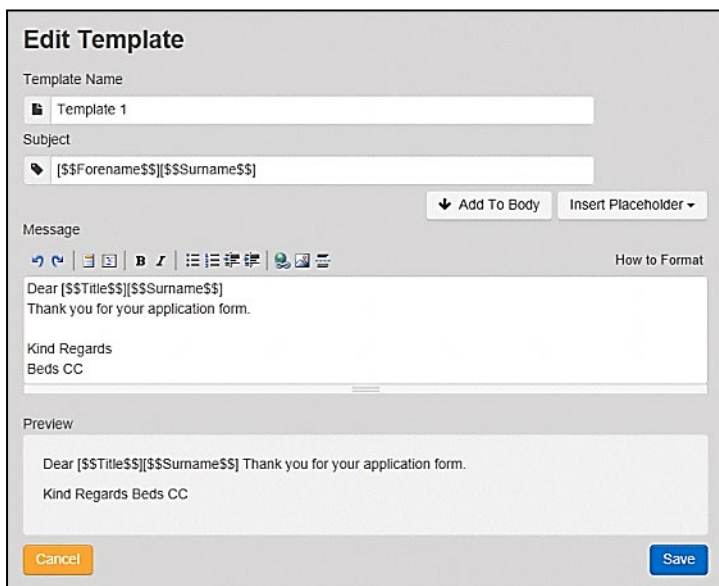 Edit Template
Template Name
Template 1
Subject
[$$Forename$$][$$Surname$$]
Add To Body
Insert Placeholder
Message
B I
How to Format
Dear [$$Title$$][$$Surname$$]
Thank you for your application form.
Kind Regards
Beds CC
Preview
Dear [$$Title$$][$$Surname$$] Thank you for your application form.
Kind Regards Beds CC
Cancel
Save